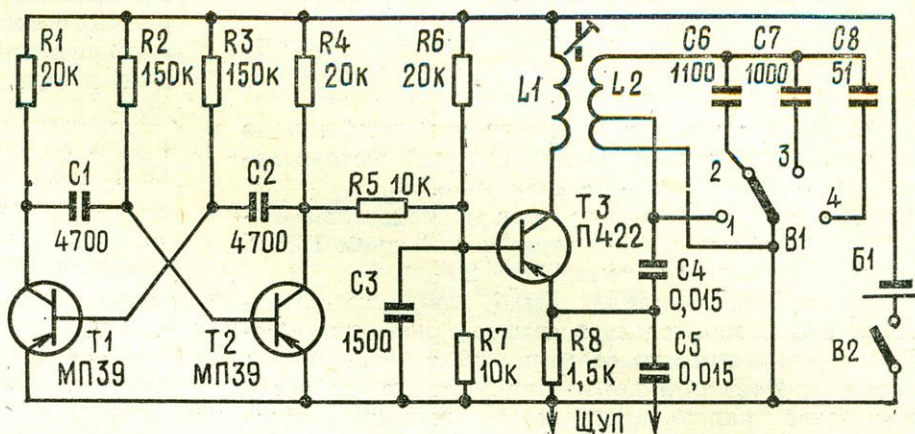 R1
20к
R2
150к
R3
150к
R4
20к
R6
20к
L1
L2
C6
1100
C7
1000
C8
51
C1
4700
C2
4700
R5 10к
T3
П422
1
2
3
4
В1
Б1
В2
C3
1500
C4
0,015
T1
МП39
T2
МП39
R7
10к
R8
1,5к
C5
0,015
ЩУП